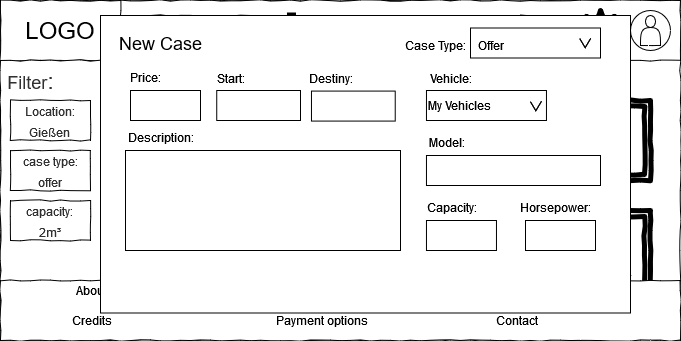 LOGO
New Case
Case Type:
Offer
Filter:
Price:
Start:
Destiny:
Vehicle:
My Vehicles
Location:
Gießen
Description:
Model:
case type:
offer
capacity:
2m³
Capacity:
Horsepower:
Abou
Credits
Payment options
Contact